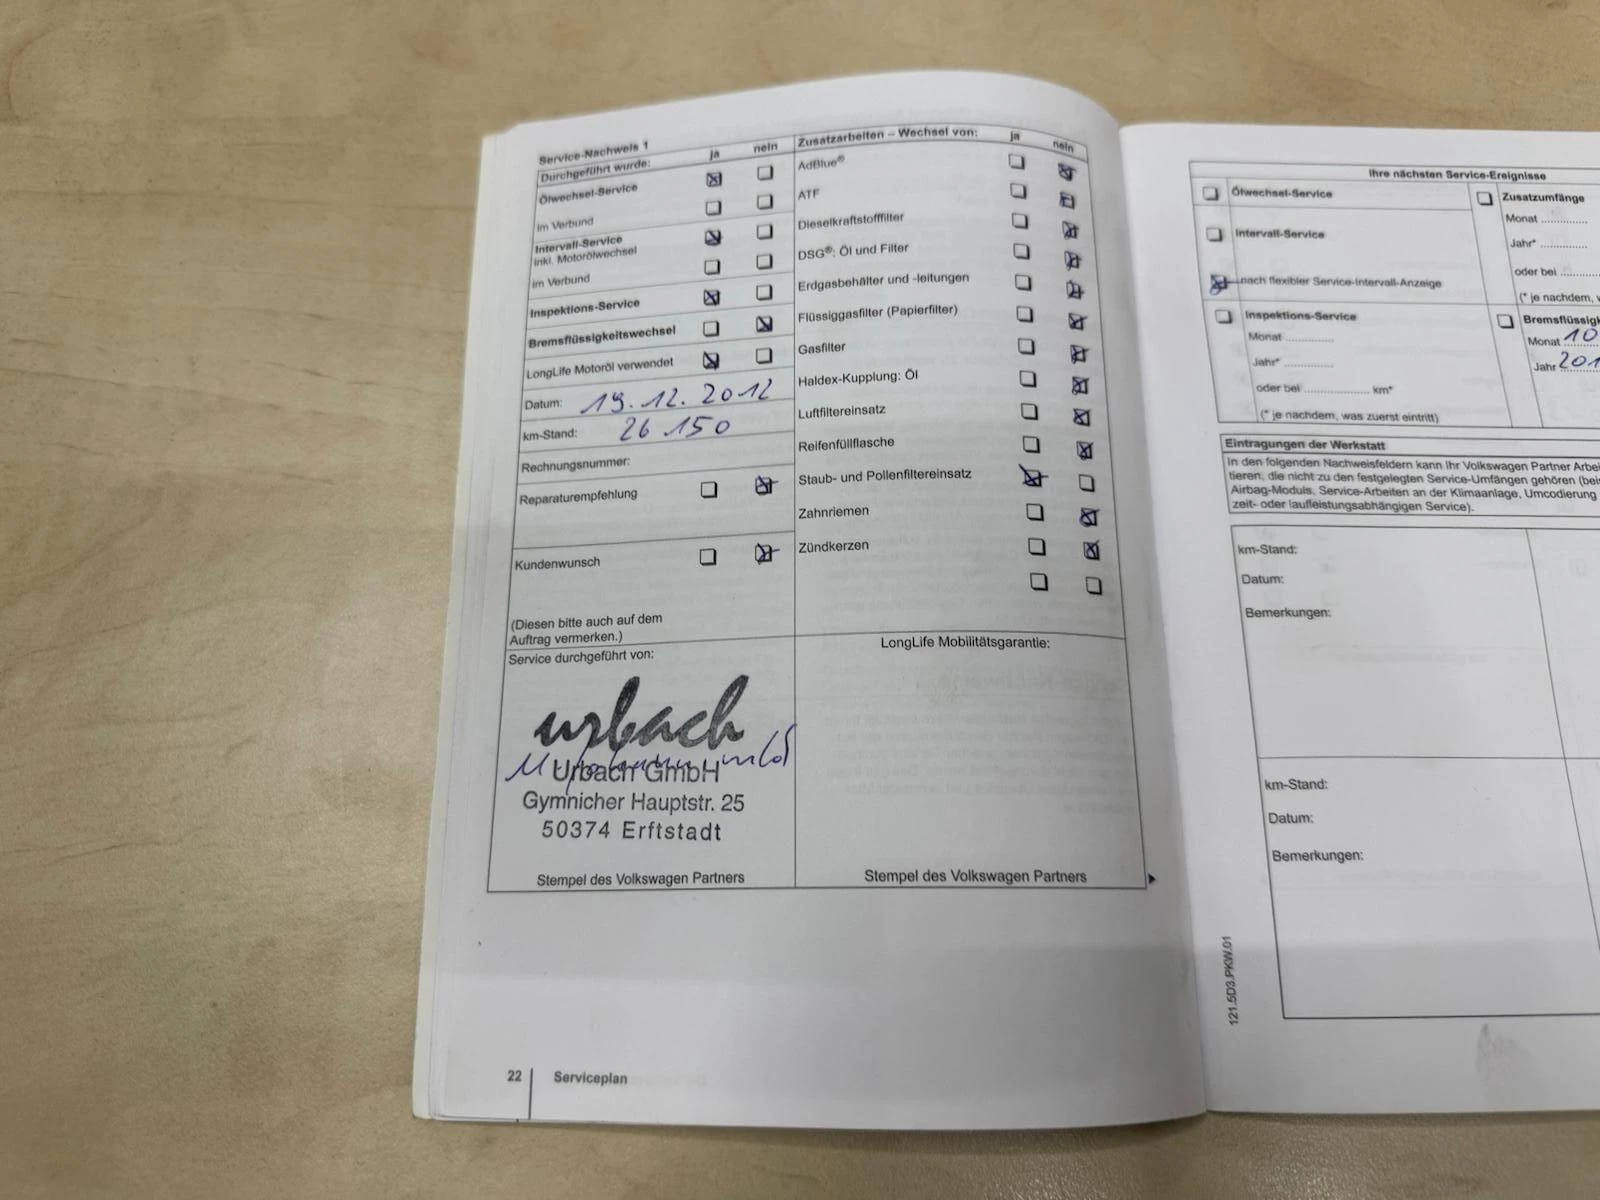 Service-Nachweis 1
Durchgeführt wurde: ja nein
Ölwechsel-Service
im Verbund
Intervall-Service
inkl. Motorölwechsel
im Verbund
Inspektions-Service
Bremsflüssigkeitswechsel
LongLife Motoröl verwendet
Datum: 19.12.2012
km-Stand: 26 150
Rechnungsnummer:
Reparaturempfehlung
Kundenwunsch
(Diesen bitte auch auf dem
Auftrag vermerken.)
Service durchgeführt von:
urbach
Urbach GmbH
Gymnicher Hauptstr. 25
50374 Erftstadt
Stempel des Volkswagen Partners
Zusatzarbeiten – Wechsel von: ja nein
AdBlue®
ATF
Dieselkraftstofffilter
DSG®: Öl und Filter
Erdgasbehälter und -leitungen
Flüssiggasfilter (Papierfilter)
Gasfilter
Haldex-Kupplung: Öl
Luftfiltereinsatz
Reifenfüllflasche
Staub- und Pollenfiltereinsatz
Zahnriemen
Zündkerzen
LongLife Mobilitätsgarantie:
Stempel des Volkswagen Partners
22 Serviceplan
Ihre nächsten Service-Ereignisse
Ölwechsel-Service
Intervall-Service
nach flexibler Service-Intervall-Anzeige
Inspektions-Service
Monat ..............
Jahr* ..............
oder bei ................... km*
(* je nachdem, was zuerst eintritt)
Zusatzumfänge
Monat .............
Jahr* .............
oder bei ..........
(* je nachdem, w
Bremsflüssigk
Monat 10
Jahr 201
Eintragungen der Werkstatt
In den folgenden Nachweisfeldern kann Ihr Volkswagen Partner Arbei
tieren, die nicht zu den festgelegten Service-Umfängen gehören (bei
Airbag-Moduls, Service-Arbeiten an der Klimaanlage, Umcodierung
zeit- oder laufleistungsabhängigen Service).
km-Stand:
Datum:
Bemerkungen:
km-Stand:
Datum:
Bemerkungen:
121.5D3.PKW.01